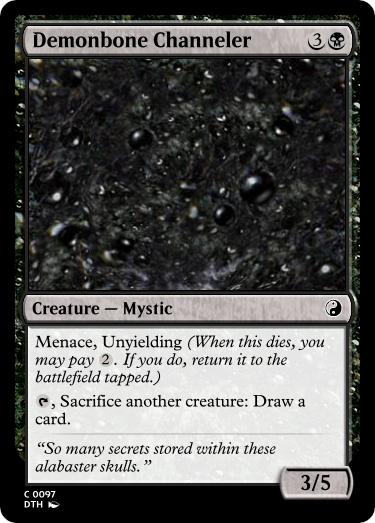 Demonbone Channeler 3
Creature — Mystic
Menace, Unyielding (When this dies, you
may pay 2. If you do, return it to the
battlefield tapped.)
, Sacrifice another creature: Draw a
card.
“So many secrets stored within these
alabaster skulls.”
3/5
C 0097
DTH